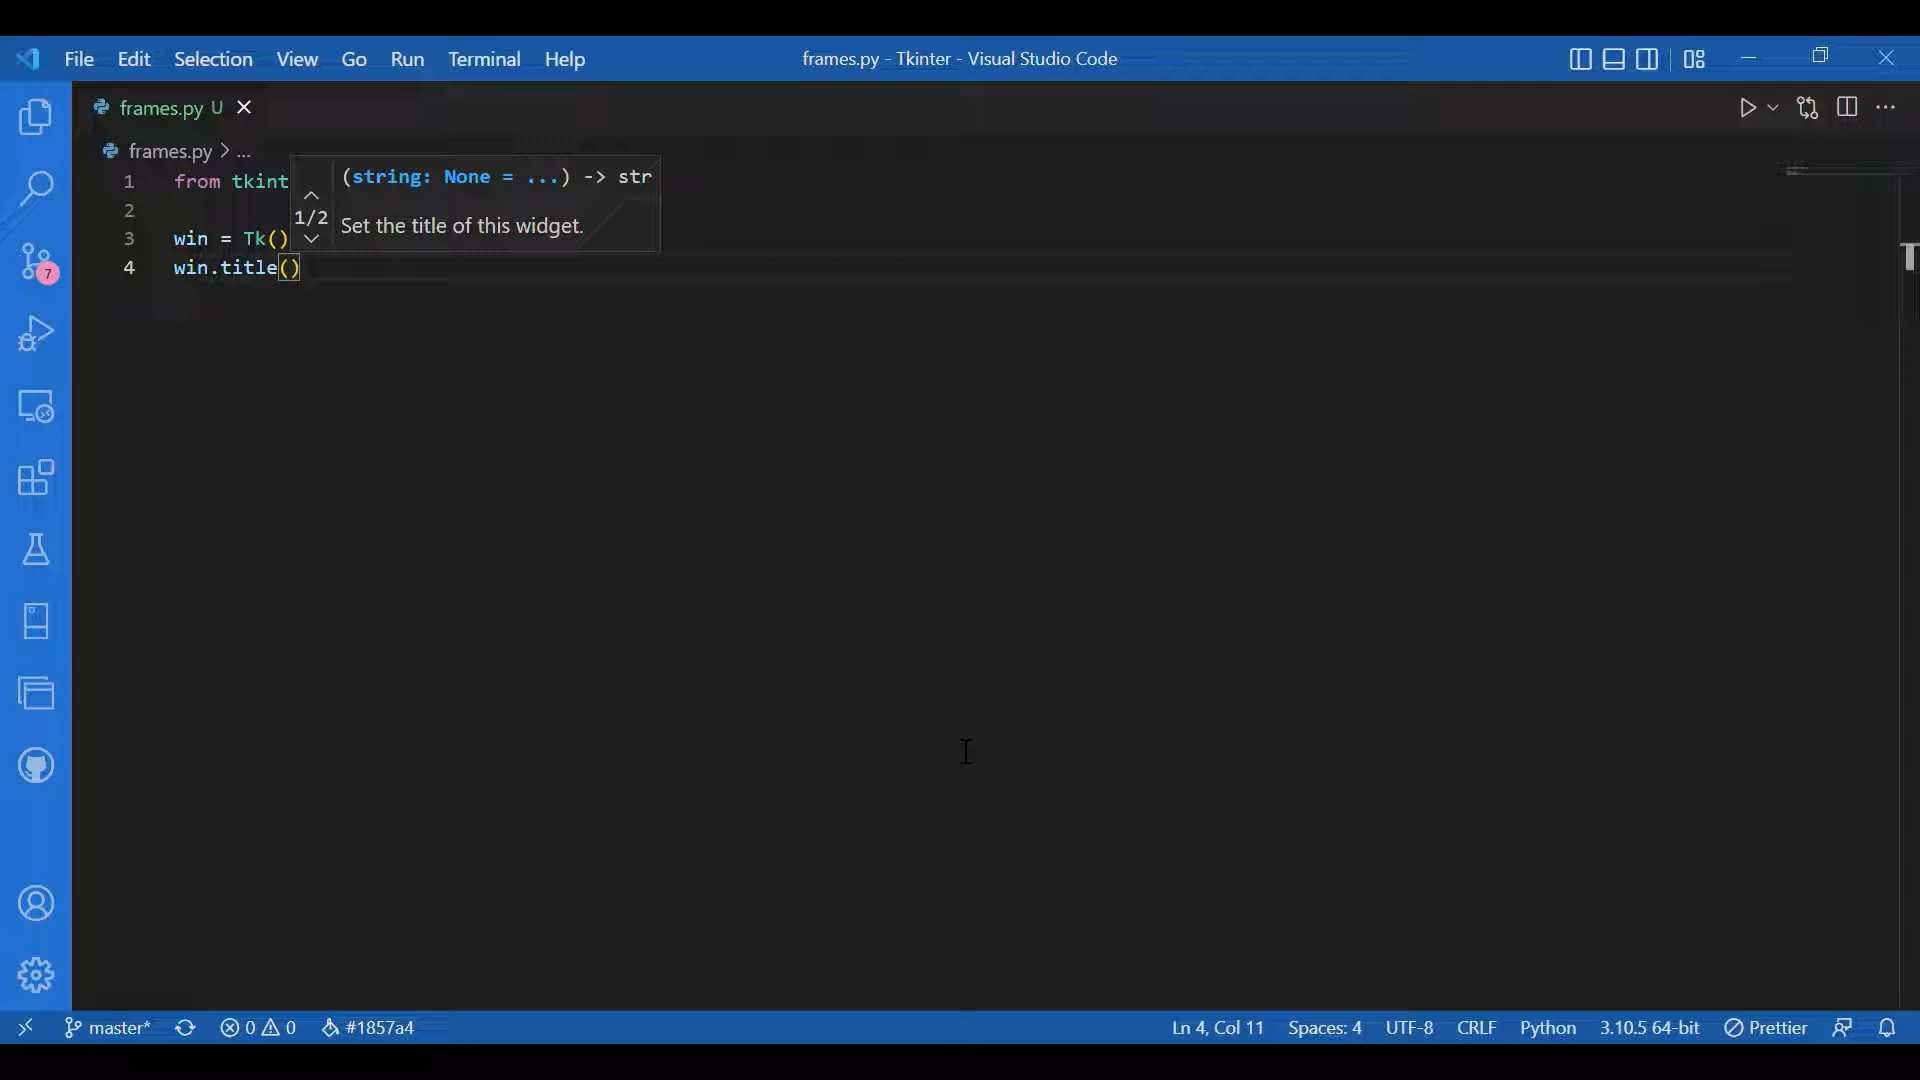 File Edit Selection View Go Run Terminal Help
frames.py - Tkinter - Visual Studio Code
frames.py U
frames.py > ...
(string: None = ...) -> str
1/2
Set the title of this widget.
1 from tkint
2
3 win = Tk()
4 win.title()
7
master* 0 0 #1857a4
Ln 4, Col 11 Spaces: 4 UTF-8 CRLF Python 3.10.5 64-bit Prettier